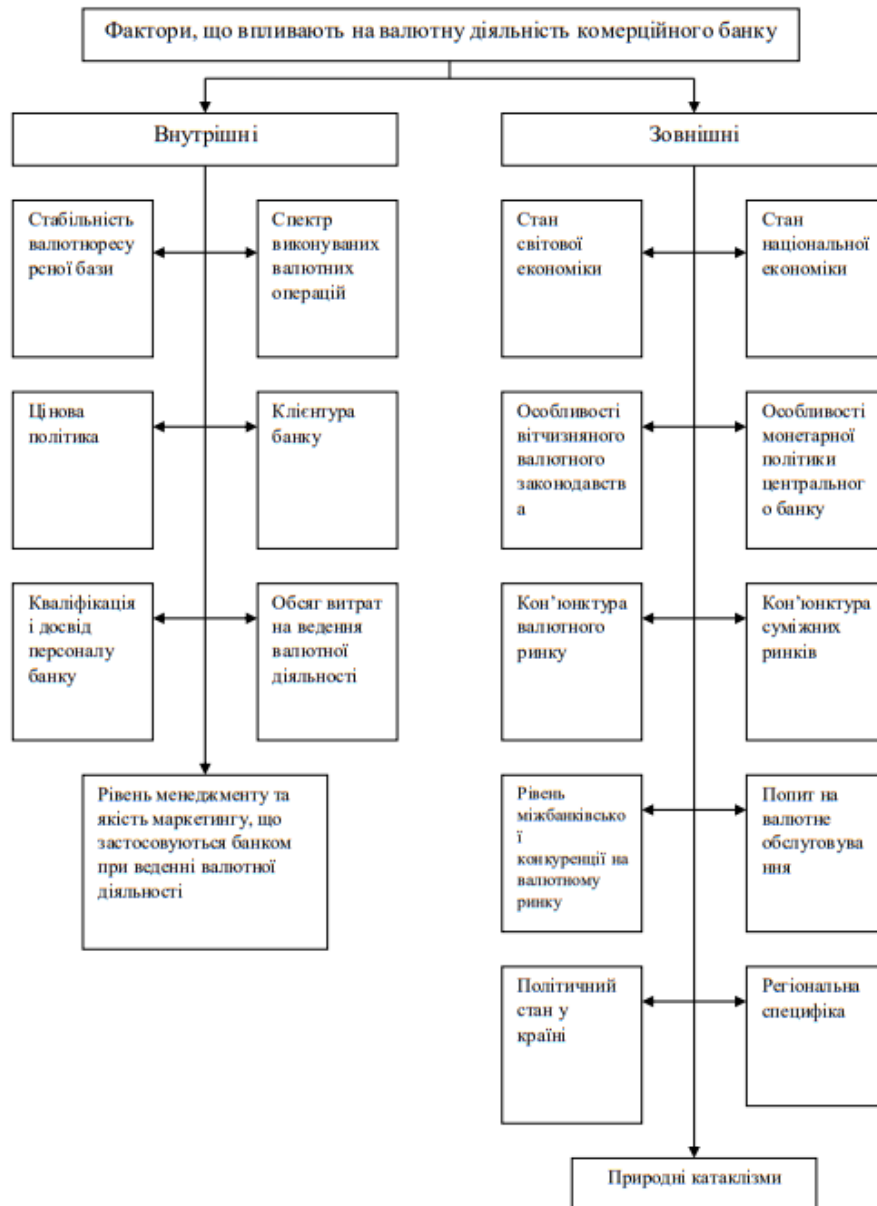 Фактори, що впливають на валютну діяльність комерційного банку
Внутрішні
Зовнішні
Стабільність
валютноресу
рсної бази
Спектр
виконуваних
валютних
операцій
Стан
світової
економіки
Стан
національної
економіки
Цінова
політика
Клієнтура
банку
Особливості
вітчизняного
валютного
законодавств
а
Особливості
монетарної
політики
центральног
о банку
Кваліфікація
і досвід
персоналу
банку
Обсяг витрат
на ведення
валютної
діяльності
Кон’юнктура
валютного
ринку
Кон’юнктура
суміжних
ринків
Рівень менеджменту та
якість маркетингу, що
застосовуються банком
при веденні валютної
діяльності
Рівень
міжбанківсько
ї
конкуренції на
валютному
ринку
Попит на
валютне
обслуговува
ння
Політичний
стан у
країні
Регіональна
специфіка
Природні катаклізми